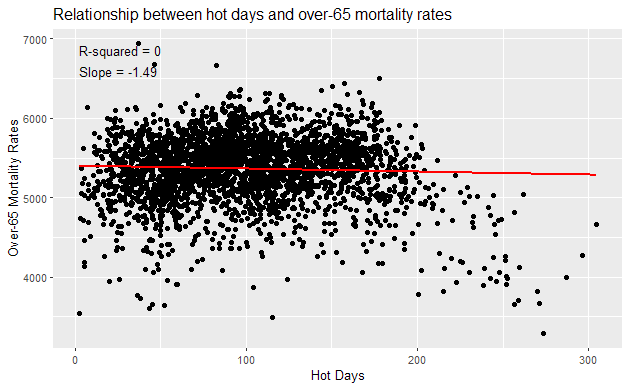 Relationship between hot days and over-65 mortality rates
7000
R-squared = 0
Slope = -1.49
6000
5000
4000
Over-65 Mortality Rates
0
100
200
300
Hot Days